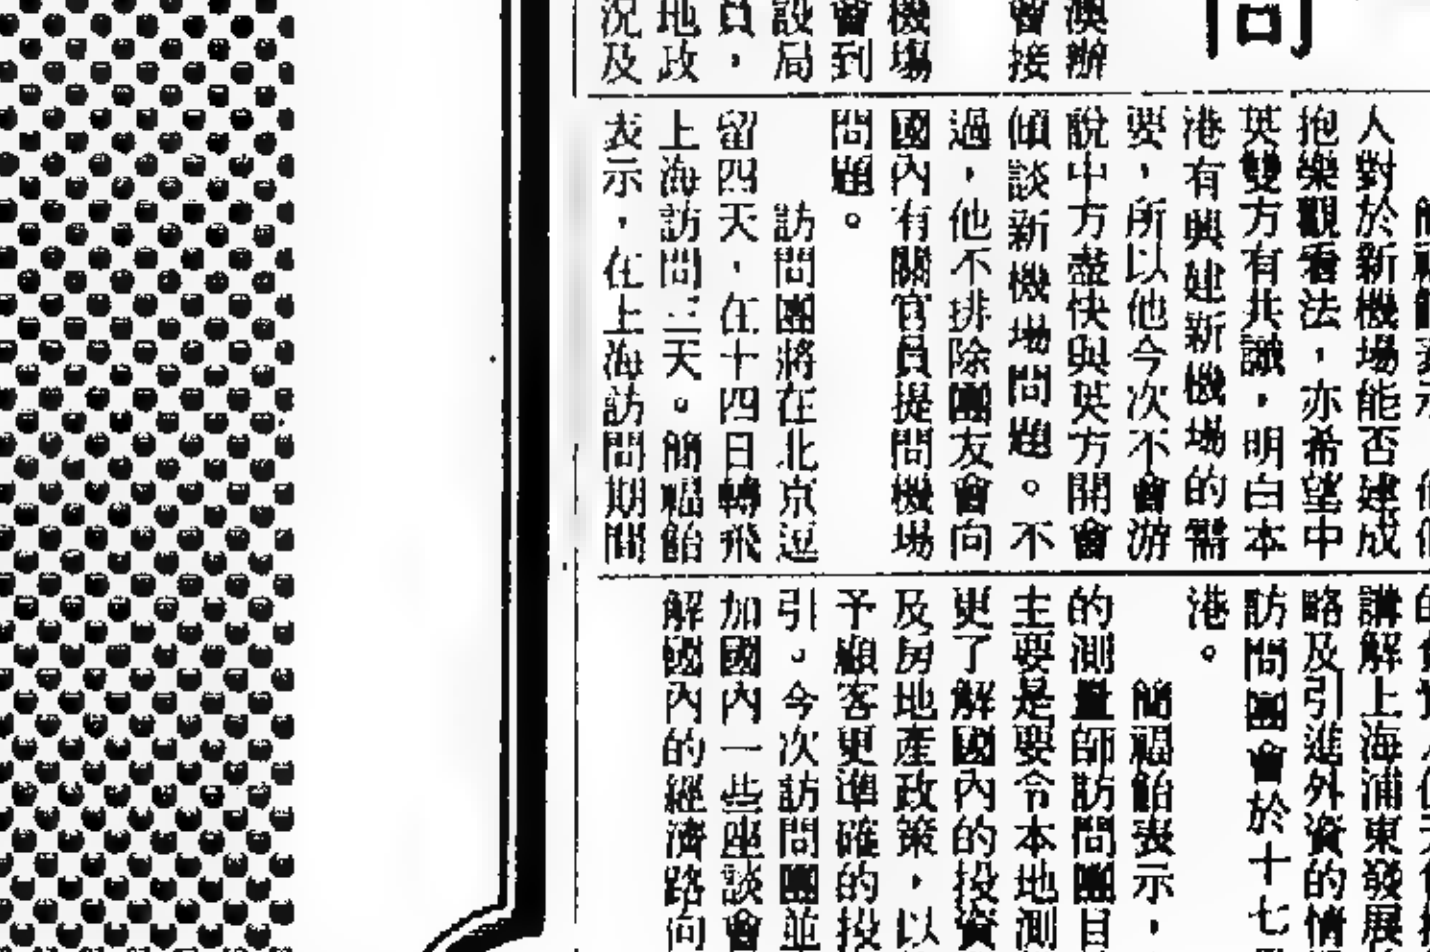 問
澳辦
會接
機塲
會到
設局
員，
地政
况及
人對於新機場能否建成
抱樂觀看法，亦希望中
英雙方有共識，明白本
港有興建新機場的需
要，所以他今次不會游
說中方盡快與英方開會
傾談新機場問題。不
過，他不排除團友會向
國內有關官員提問機場
問題。
訪問團將在北京逗
留四天，在十四日轉飛
上海訪問三天。簡福飴
表示，在上海訪問期間
講解上海浦東發展
略及引進外資的情
訪問團會於十七
港。
簡福飴表示，
的測量師訪問團目
主要是要令本地測
更了解國內的投資
及房地產政策，以
予顧客更準確的投
引。今次訪問團並
加國內一些座談會
解國內的經濟路向